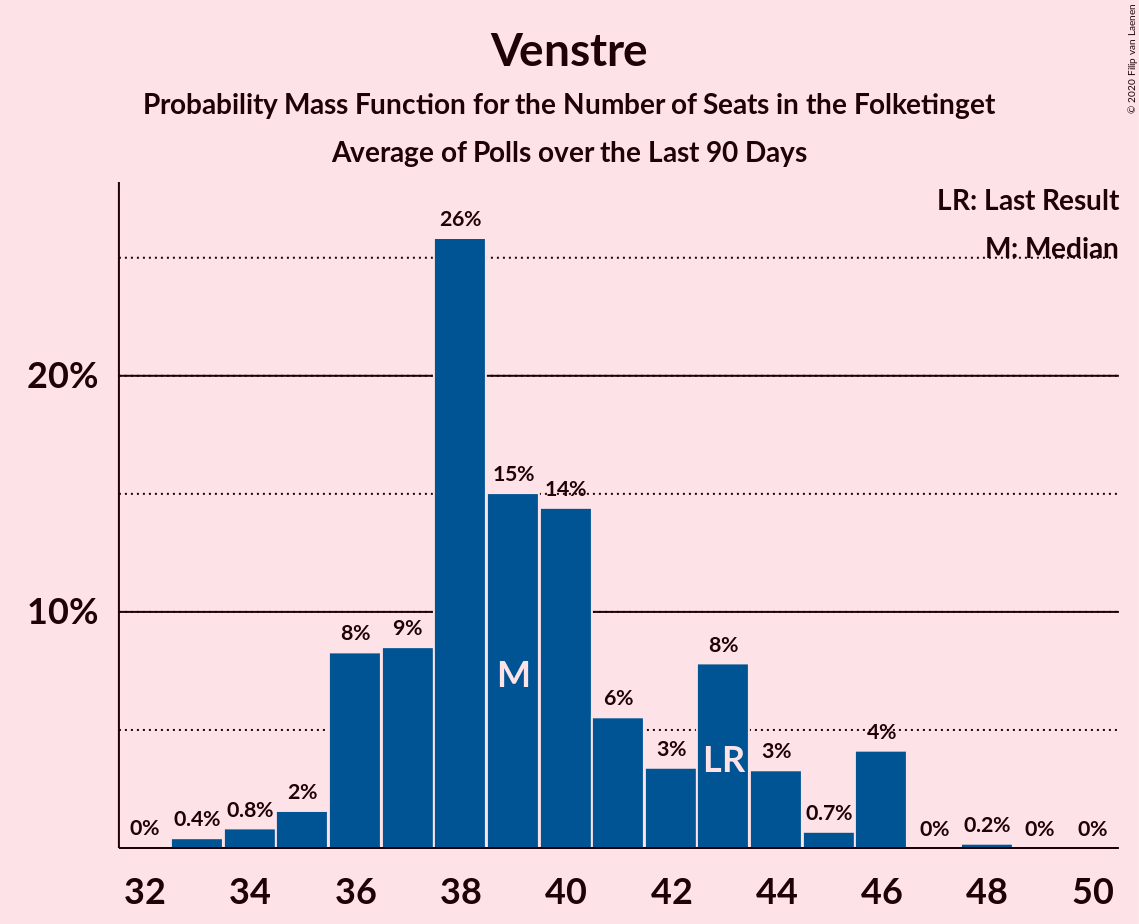 Venstre
Probability Mass Function for the Number of Seats in the Folketinget
Average of Polls over the Last 90 Days
© 2020 Filip van Laenen
LR: Last Result
M: Median
20%
10%
0%
0.4%
0.8%
2%
8%
9%
26%
15%
14%
6%
3%
8%
3%
0.7%
4%
0%
0.2%
0%
0%
M
LR
32 34 36 38 40 42 44 46 48 50